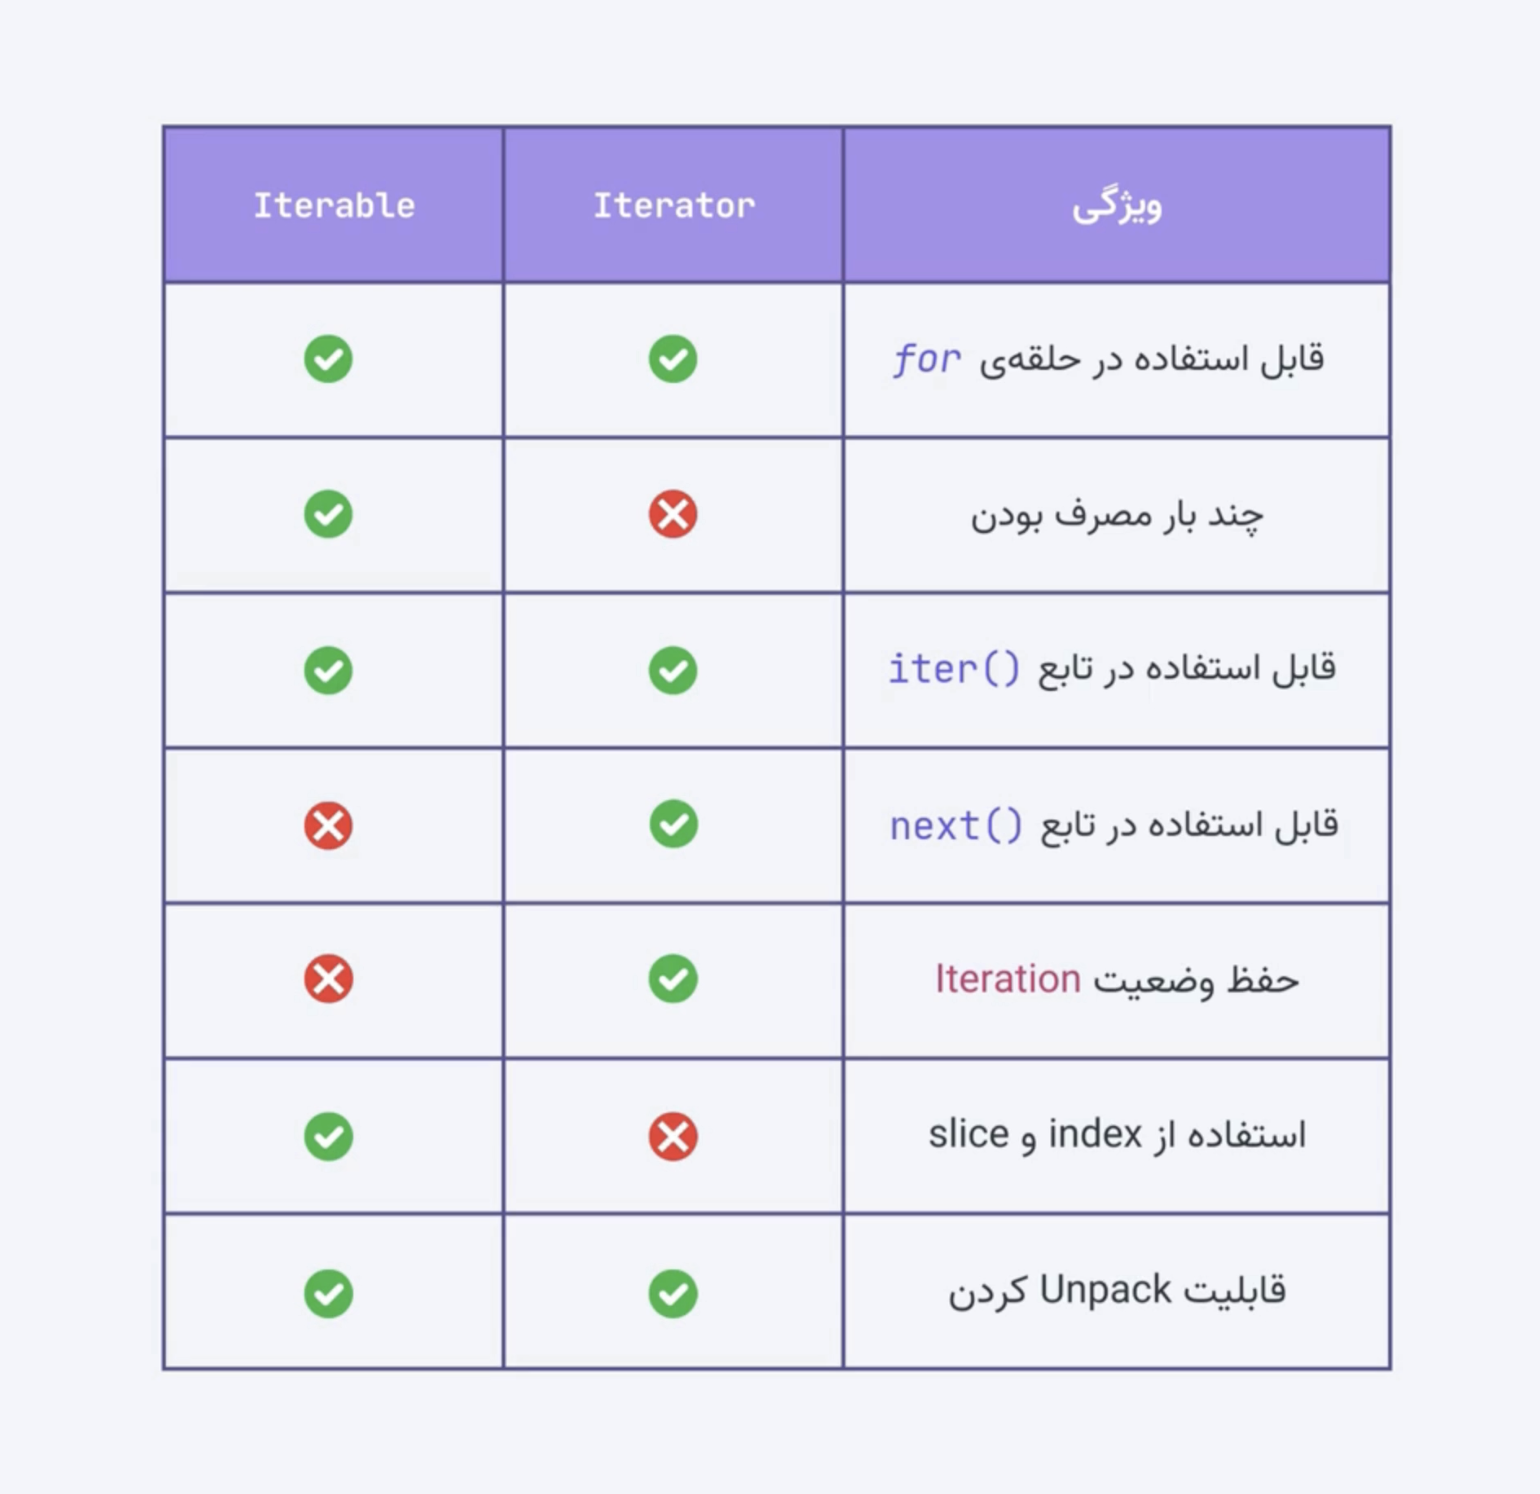 ویژگی Iterator Iterable
قابل استفاده در حلقه‌ی for
چند بار مصرف بودن
قابل استفاده در تابع iter()
قابل استفاده در تابع next()
حفظ وضعیت Iteration
استفاده از index و slice
قابلیت Unpack کردن